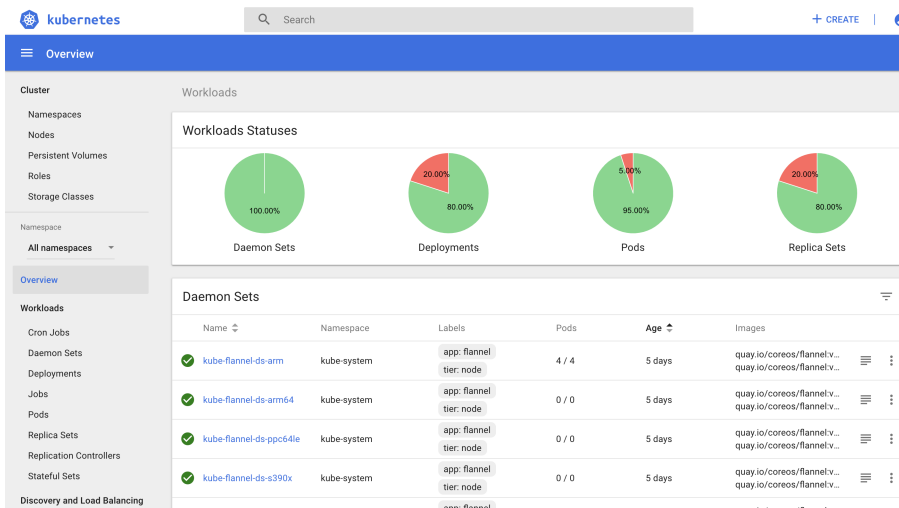 kubernetes
Search
+ CREATE
Overview
Cluster
Namespaces
Nodes
Persistent Volumes
Roles
Storage Classes
Namespace
All namespaces
Overview
Workloads
Cron Jobs
Daemon Sets
Deployments
Jobs
Pods
Replica Sets
Replication Controllers
Stateful Sets
Discovery and Load Balancing
Workloads
Workloads Statuses
100.00%
20.00%
80.00%
5.00%
95.00%
20.00%
80.00%
Daemon Sets
Deployments
Pods
Replica Sets
Daemon Sets
Name Namespace Labels Pods Age Images
kube-flannel-ds-arm kube-system app: flannel tier: node 4 / 4 5 days quay.io/coreos/flannel:v... quay.io/coreos/flannel:v...
kube-flannel-ds-arm64 kube-system app: flannel tier: node 0 / 0 5 days quay.io/coreos/flannel:v... quay.io/coreos/flannel:v...
kube-flannel-ds-ppc64le kube-system app: flannel tier: node 0 / 0 5 days quay.io/coreos/flannel:v... quay.io/coreos/flannel:v...
kube-flannel-ds-s390x kube-system app: flannel tier: node 0 / 0 5 days quay.io/coreos/flannel:v... quay.io/coreos/flannel:v...